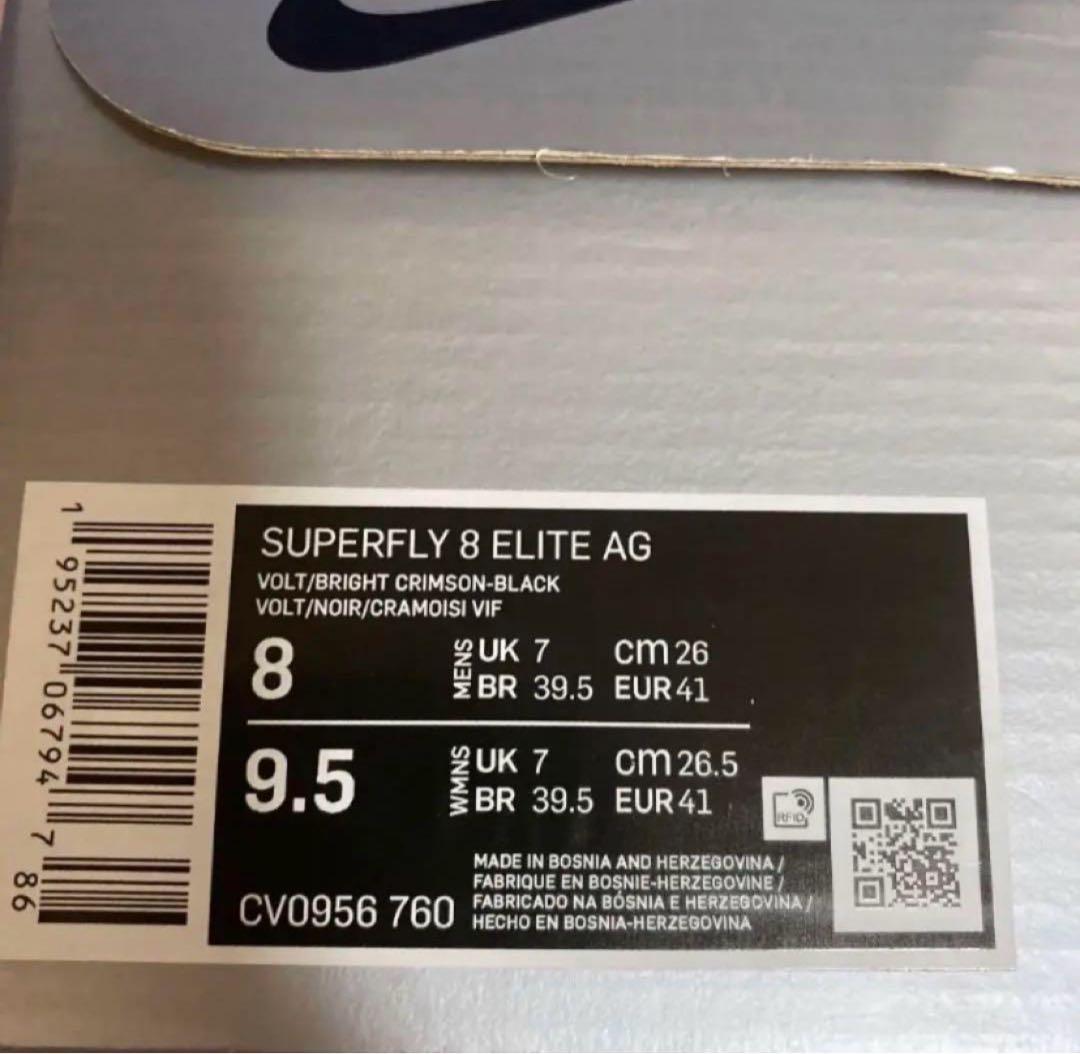 SUPERFLY 8 ELITE AG
VOLT/BRIGHT CRIMSON-BLACK
VOLT/NOIR/CRAMOISI VIF
8 MENS UK 7 cm 26
BR 39.5 EUR 41
9.5 WMNS UK 7 cm 26.5
BR 39.5 EUR 41
RFID
MADE IN BOSNIA AND HERZEGOVINA /
FABRIQUE EN BOSNIE-HERZEGOVINE /
FABRICADO NA BÓSNIA E HERZEGOVINA /
HECHO EN BOSNIA-HERZEGOVINA
CV0956 760
1 95237 06794 7 86